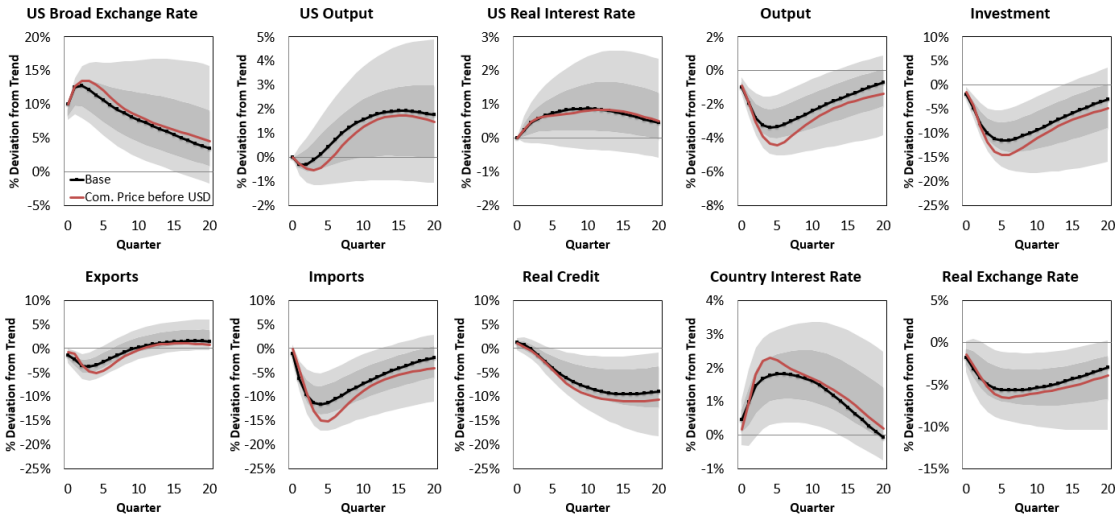 US Broad Exchange Rate
% Deviation from Trend
20%
15%
10%
5%
0%
-5%
Base
Com. Price before USD
0 5 10 15 20
Quarter
US Output
% Deviation from Trend
5%
4%
3%
2%
1%
0%
-1%
-2%
0 5 10 15 20
Quarter
US Real Interest Rate
% Deviation from Trend
3%
2%
1%
0%
-1%
-2%
0 5 10 15 20
Quarter
Output
% Deviation from Trend
2%
0%
-2%
-4%
-6%
-8%
0 5 10 15 20
Quarter
Investment
% Deviation from Trend
10%
5%
0%
-5%
-10%
-15%
-20%
-25%
0 5 10 15 20
Quarter
Exports
% Deviation from Trend
10%
5%
0%
-5%
-10%
-15%
-20%
-25%
0 5 10 15 20
Quarter
Imports
% Deviation from Trend
10%
5%
0%
-5%
-10%
-15%
-20%
-25%
0 5 10 15 20
Quarter
Real Credit
% Deviation from Trend
10%
5%
0%
-5%
-10%
-15%
-20%
-25%
0 5 10 15 20
Quarter
Country Interest Rate
% Deviation from Trend
4%
3%
2%
1%
0%
-1%
0 5 10 15 20
Quarter
Real Exchange Rate
% Deviation from Trend
5%
0%
-5%
-10%
-15%
0 5 10 15 20
Quarter